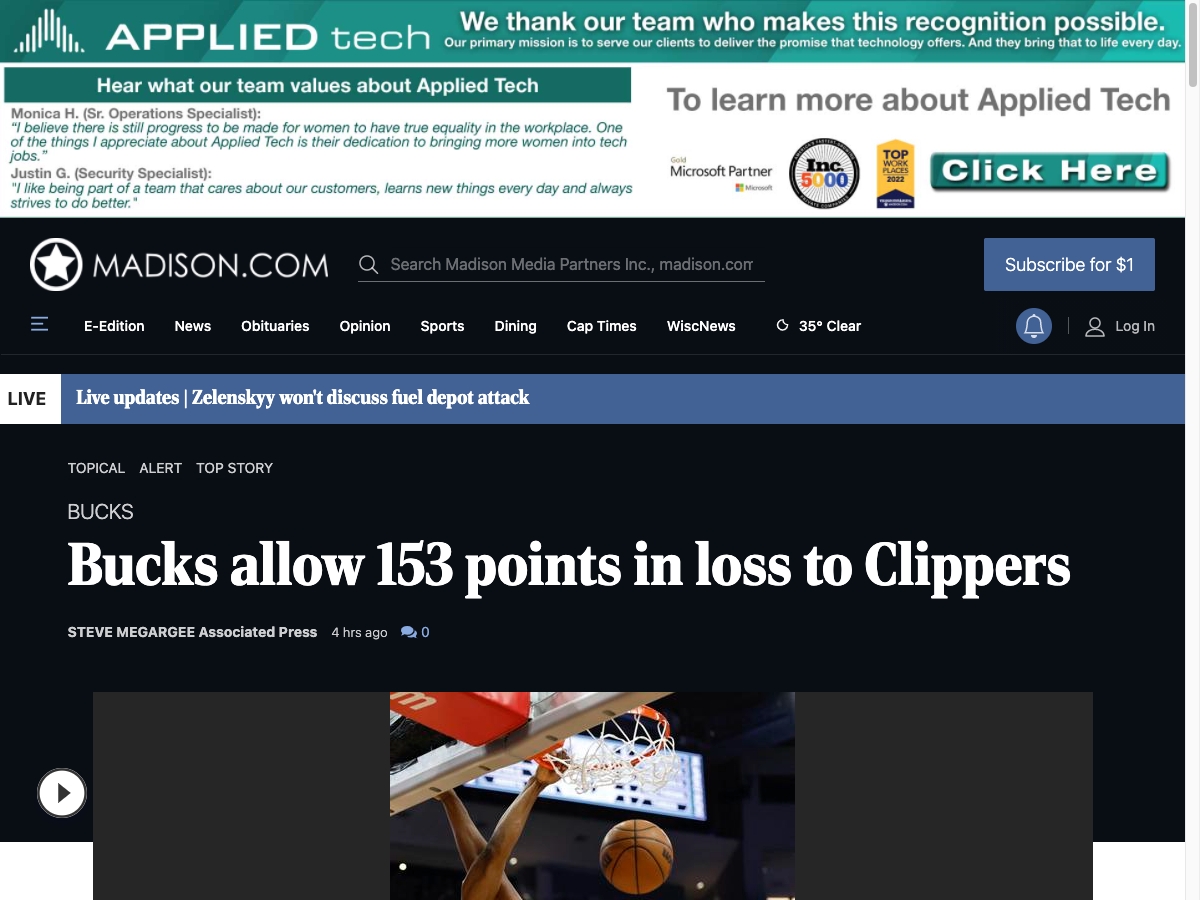 APPLIED tech
We thank our team who makes this recognition possible.
Our primary mission is to serve our clients to deliver the promise that technology offers. And they bring that to life every day.
Hear what our team values about Applied Tech
Monica H. (Sr. Operations Specialist):
“I believe there is still progress to be made for women to have true equality in the workplace. One
of the things I appreciate about Applied Tech is their dedication to bringing more women into tech
jobs.”
Justin G. (Security Specialist):
"I like being part of a team that cares about our customers, learns new things every day and always
strives to do better."
To learn more about Applied Tech
Gold
Microsoft Partner
Microsoft
Inc.
5000
TOP
WORK
PLACES
2022
Click Here
MADISON.COM
Search Madison Media Partners Inc., madison.com
Subscribe for $1
E-Edition News Obituaries Opinion Sports Dining Cap Times WiscNews 35° Clear
Log In
LIVE Live updates | Zelenskyy won't discuss fuel depot attack
TOPICAL ALERT TOP STORY
BUCKS
Bucks allow 153 points in loss to Clippers
STEVE MEGARGEE Associated Press 4 hrs ago 0